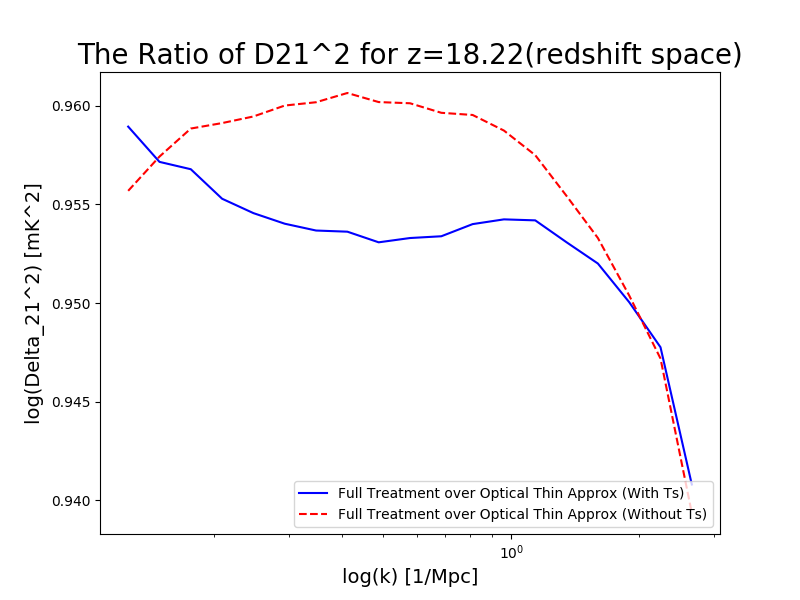 The Ratio of D21^2 for z=18.22(redshift space)
log(Delta_21^2) [mK^2]
0.960
0.955
0.950
0.945
0.940
Full Treatment over Optical Thin Approx (With Ts)
Full Treatment over Optical Thin Approx (Without Ts)
10^0
log(k) [1/Mpc]